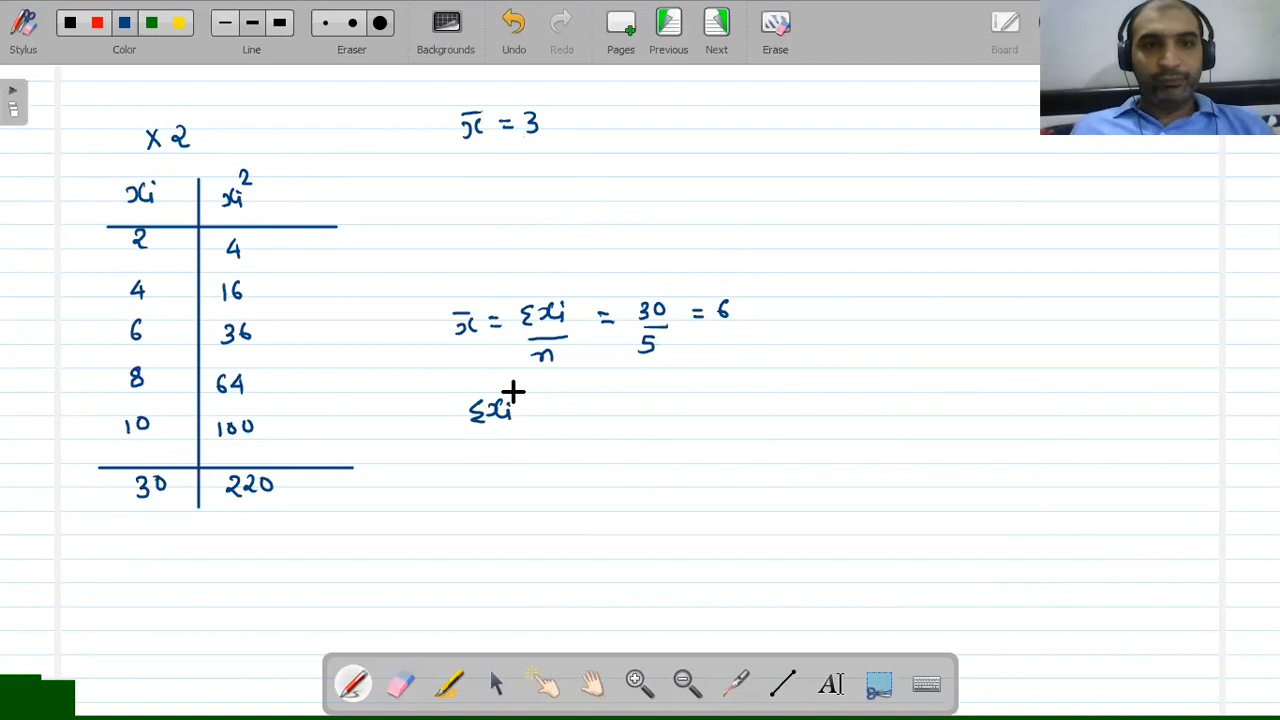 Stylus Color Line Eraser Backgrounds Undo Redo Pages Previous Next Erase Board
x 2
x̄ = 3
xi xi²
2 4
4 16
6 36
8 64
10 100
30 220
x̄ = Σxi / n = 30 / 5 = 6
Σxi